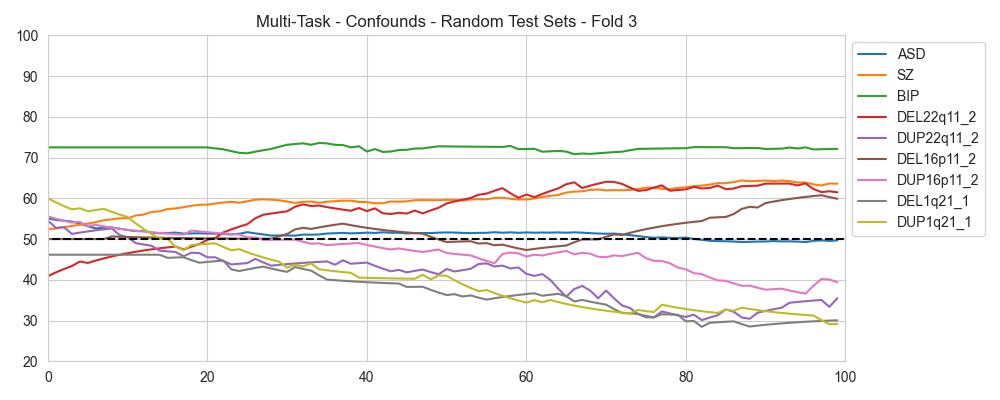 Multi-Task - Confounds - Random Test Sets - Fold 3
100
90
80
70
60
50
40
30
20
0
20
40
60
80
100
ASD
SZ
BIP
DEL22q11_2
DUP22q11_2
DEL16p11_2
DUP16p11_2
DEL1q21_1
DUP1q21_1